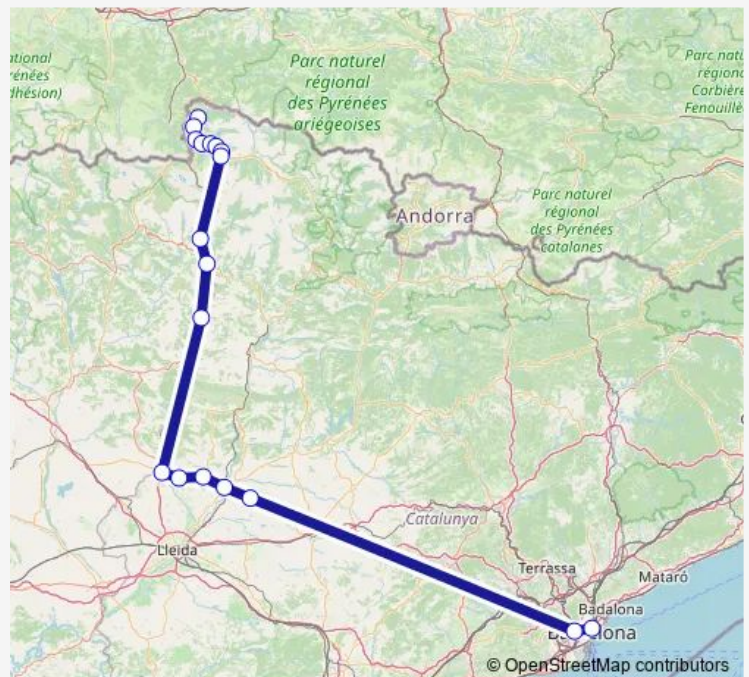 Parc naturel
régional
des Pyrénées
ariégeoises
ational
rénées
dhésion)
Parc natu
régiona
Corbière
Fenouillè
Andorra
Parc naturel
régional
des Pyrénées
catalanes
Catalunya
Lleida
Terrassa
Mataró
Badalona
© OpenStreetMap contributors